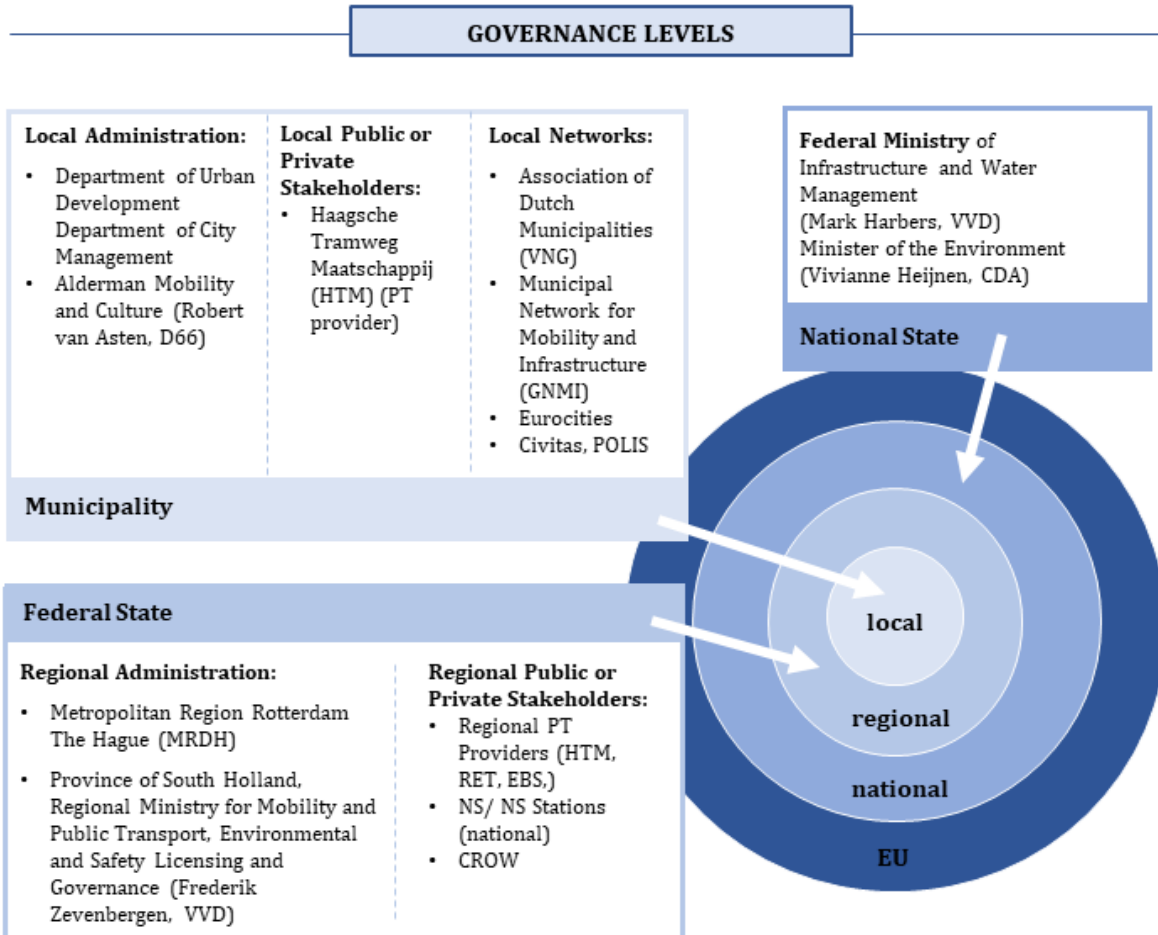 GOVERNANCE LEVELS
Local Administration:
• Department of Urban
Development
Department of City
Management
• Alderman Mobility
and Culture (Robert
van Asten, D66)
Local Public or
Private
Stakeholders:
• Haagsche
Tramweg
Maatschappij
(HTM) (PT
provider)
Local Networks:
• Association of
Dutch
Municipalities
(VNG)
• Municipal
Network for
Mobility and
Infrastructure
(GNMI)
• Eurocities
• Civitas, POLIS
Municipality
Federal Ministry of
Infrastructure and Water
Management
(Mark Harbers, VVD)
Minister of the Environment
(Vivianne Heijnen, CDA)
National State
Federal State
Regional Administration:
• Metropolitan Region Rotterdam
The Hague (MRDH)
• Province of South Holland,
Regional Ministry for Mobility and
Public Transport, Environmental
and Safety Licensing and
Governance (Frederik
Zevenbergen, VVD)
Regional Public or
Private Stakeholders:
• Regional PT
Providers (HTM,
RET, EBS,)
• NS/ NS Stations
(national)
• CROW
local
regional
national
EU